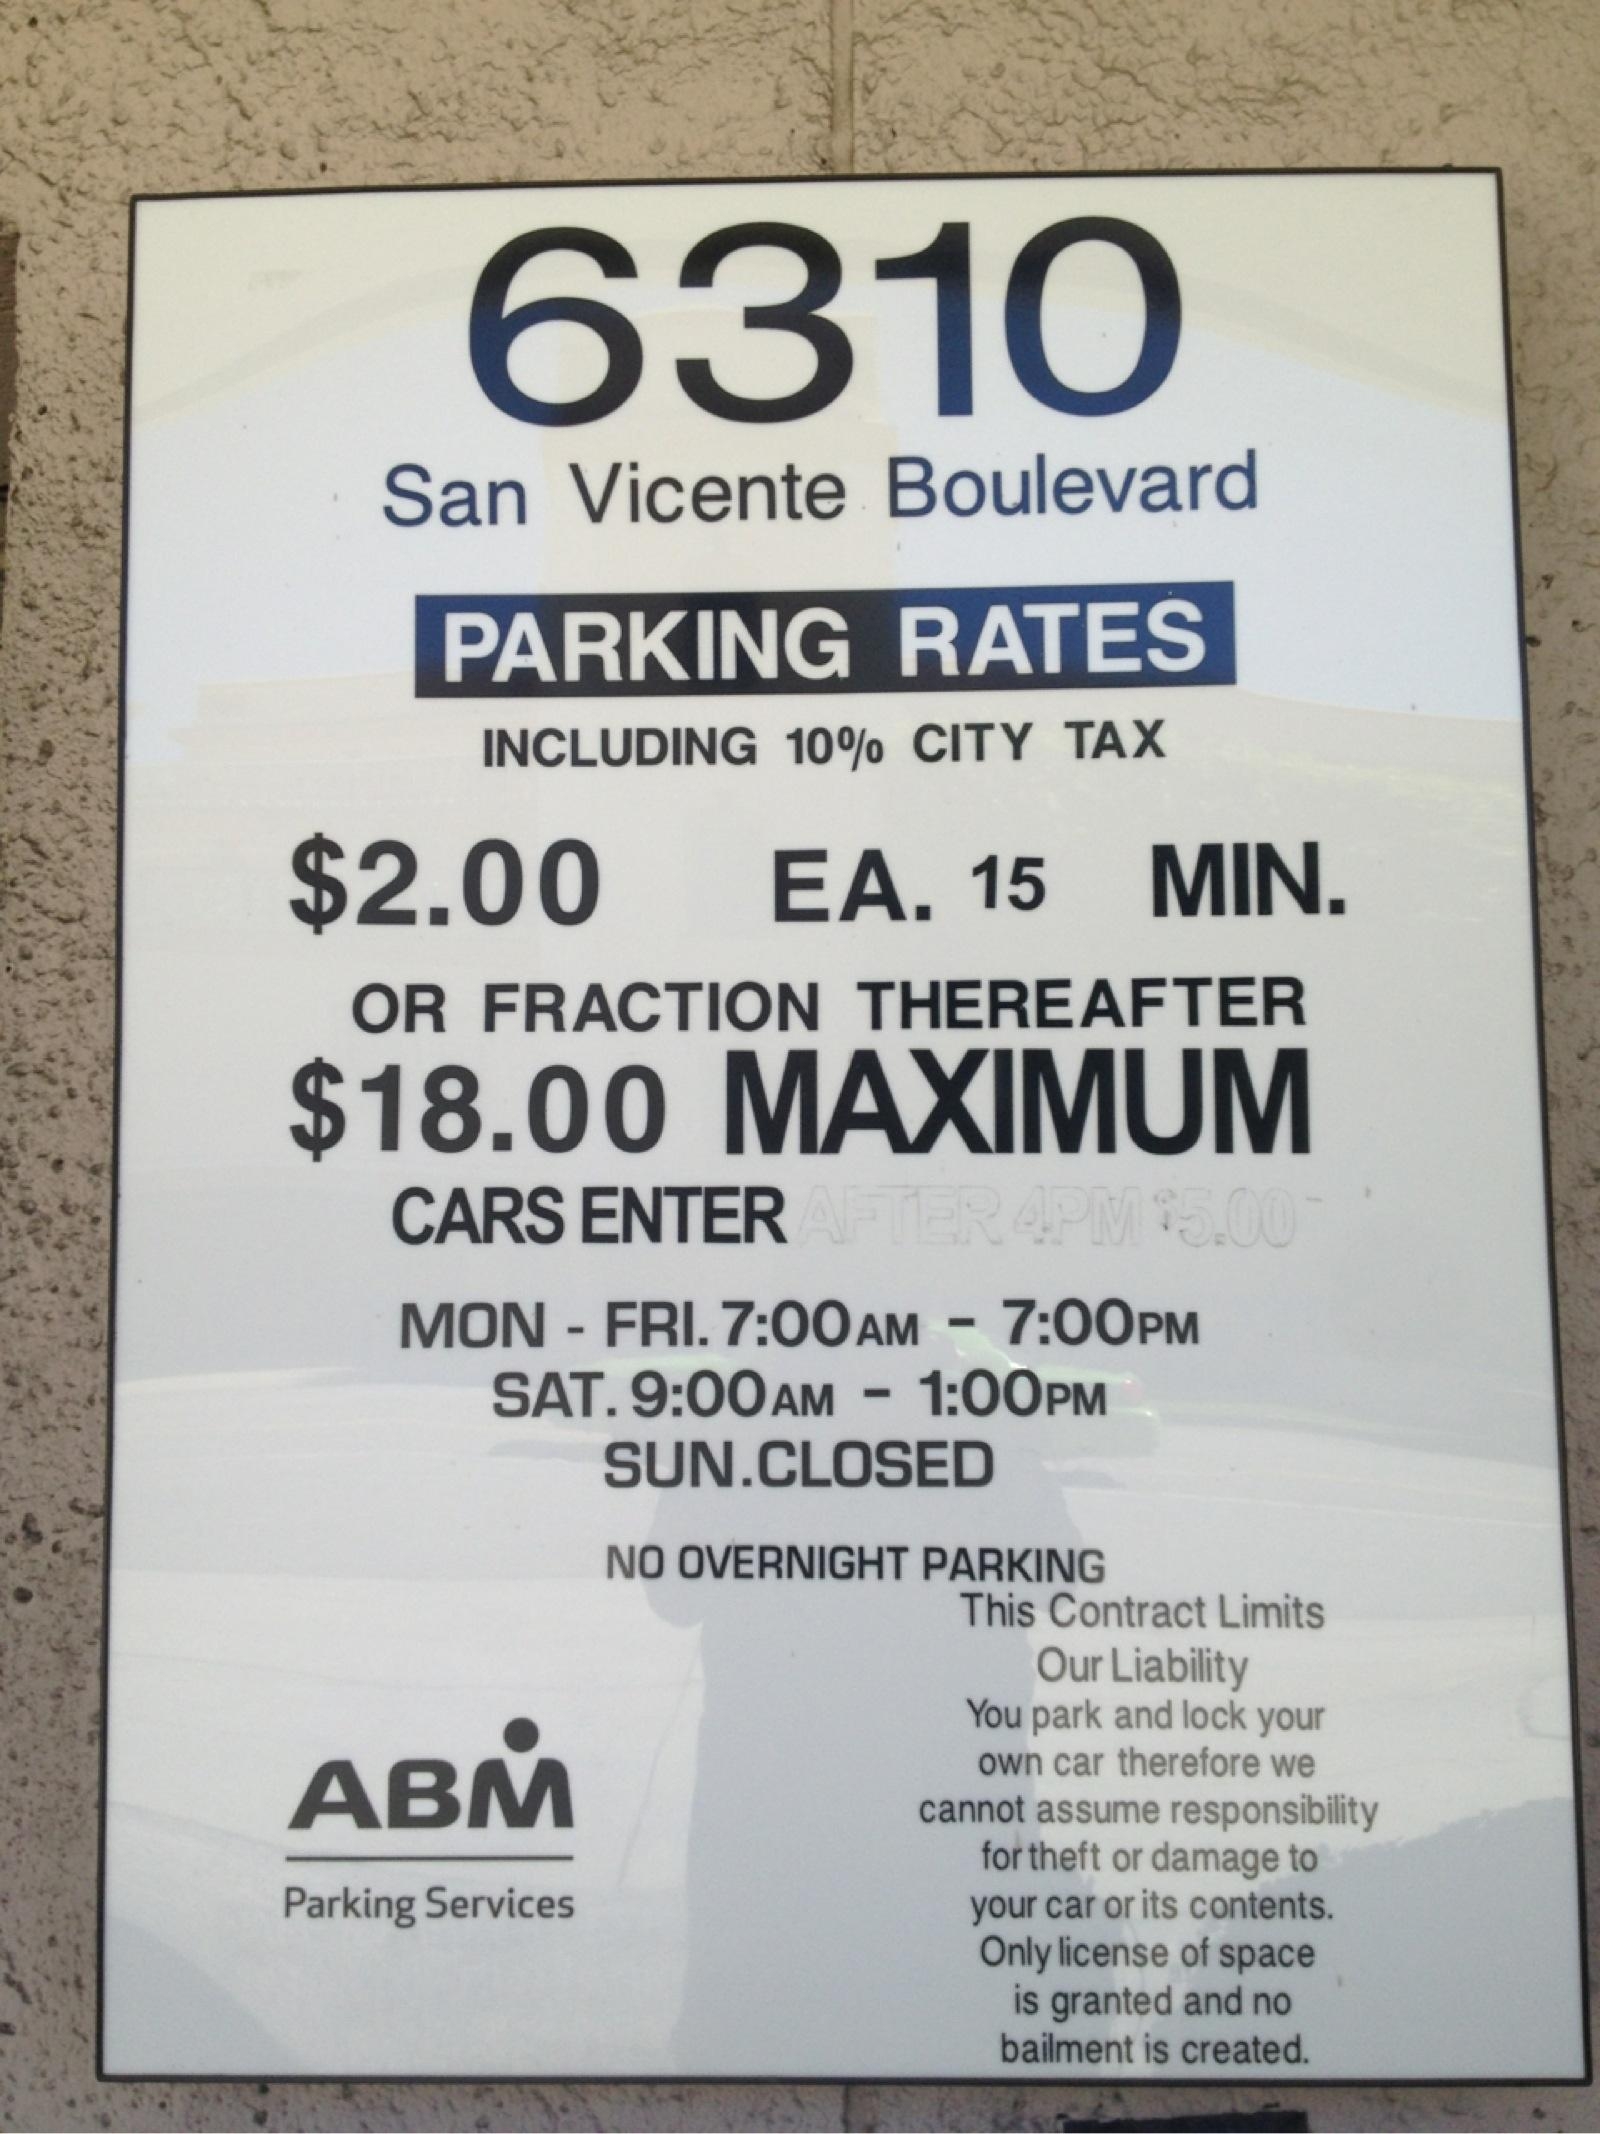 6310
San Vicente Boulevard
PARKING RATES
INCLUDING 10% CITY TAX
$2.00 EA. 15 MIN.
OR FRACTION THEREAFTER
$18.00 MAXIMUM
CARS ENTER AFTER 4PM $5.00
MON - FRI. 7:00AM - 7:00PM
SAT. 9:00AM - 1:00PM
SUN.CLOSED
NO OVERNIGHT PARKING
This Contract Limits
Our Liability
You park and lock your
own car therefore we
cannot assume responsibility
for theft or damage to
your car or its contents.
Only license of space
is granted and no
bailment is created.
ABM
Parking Services